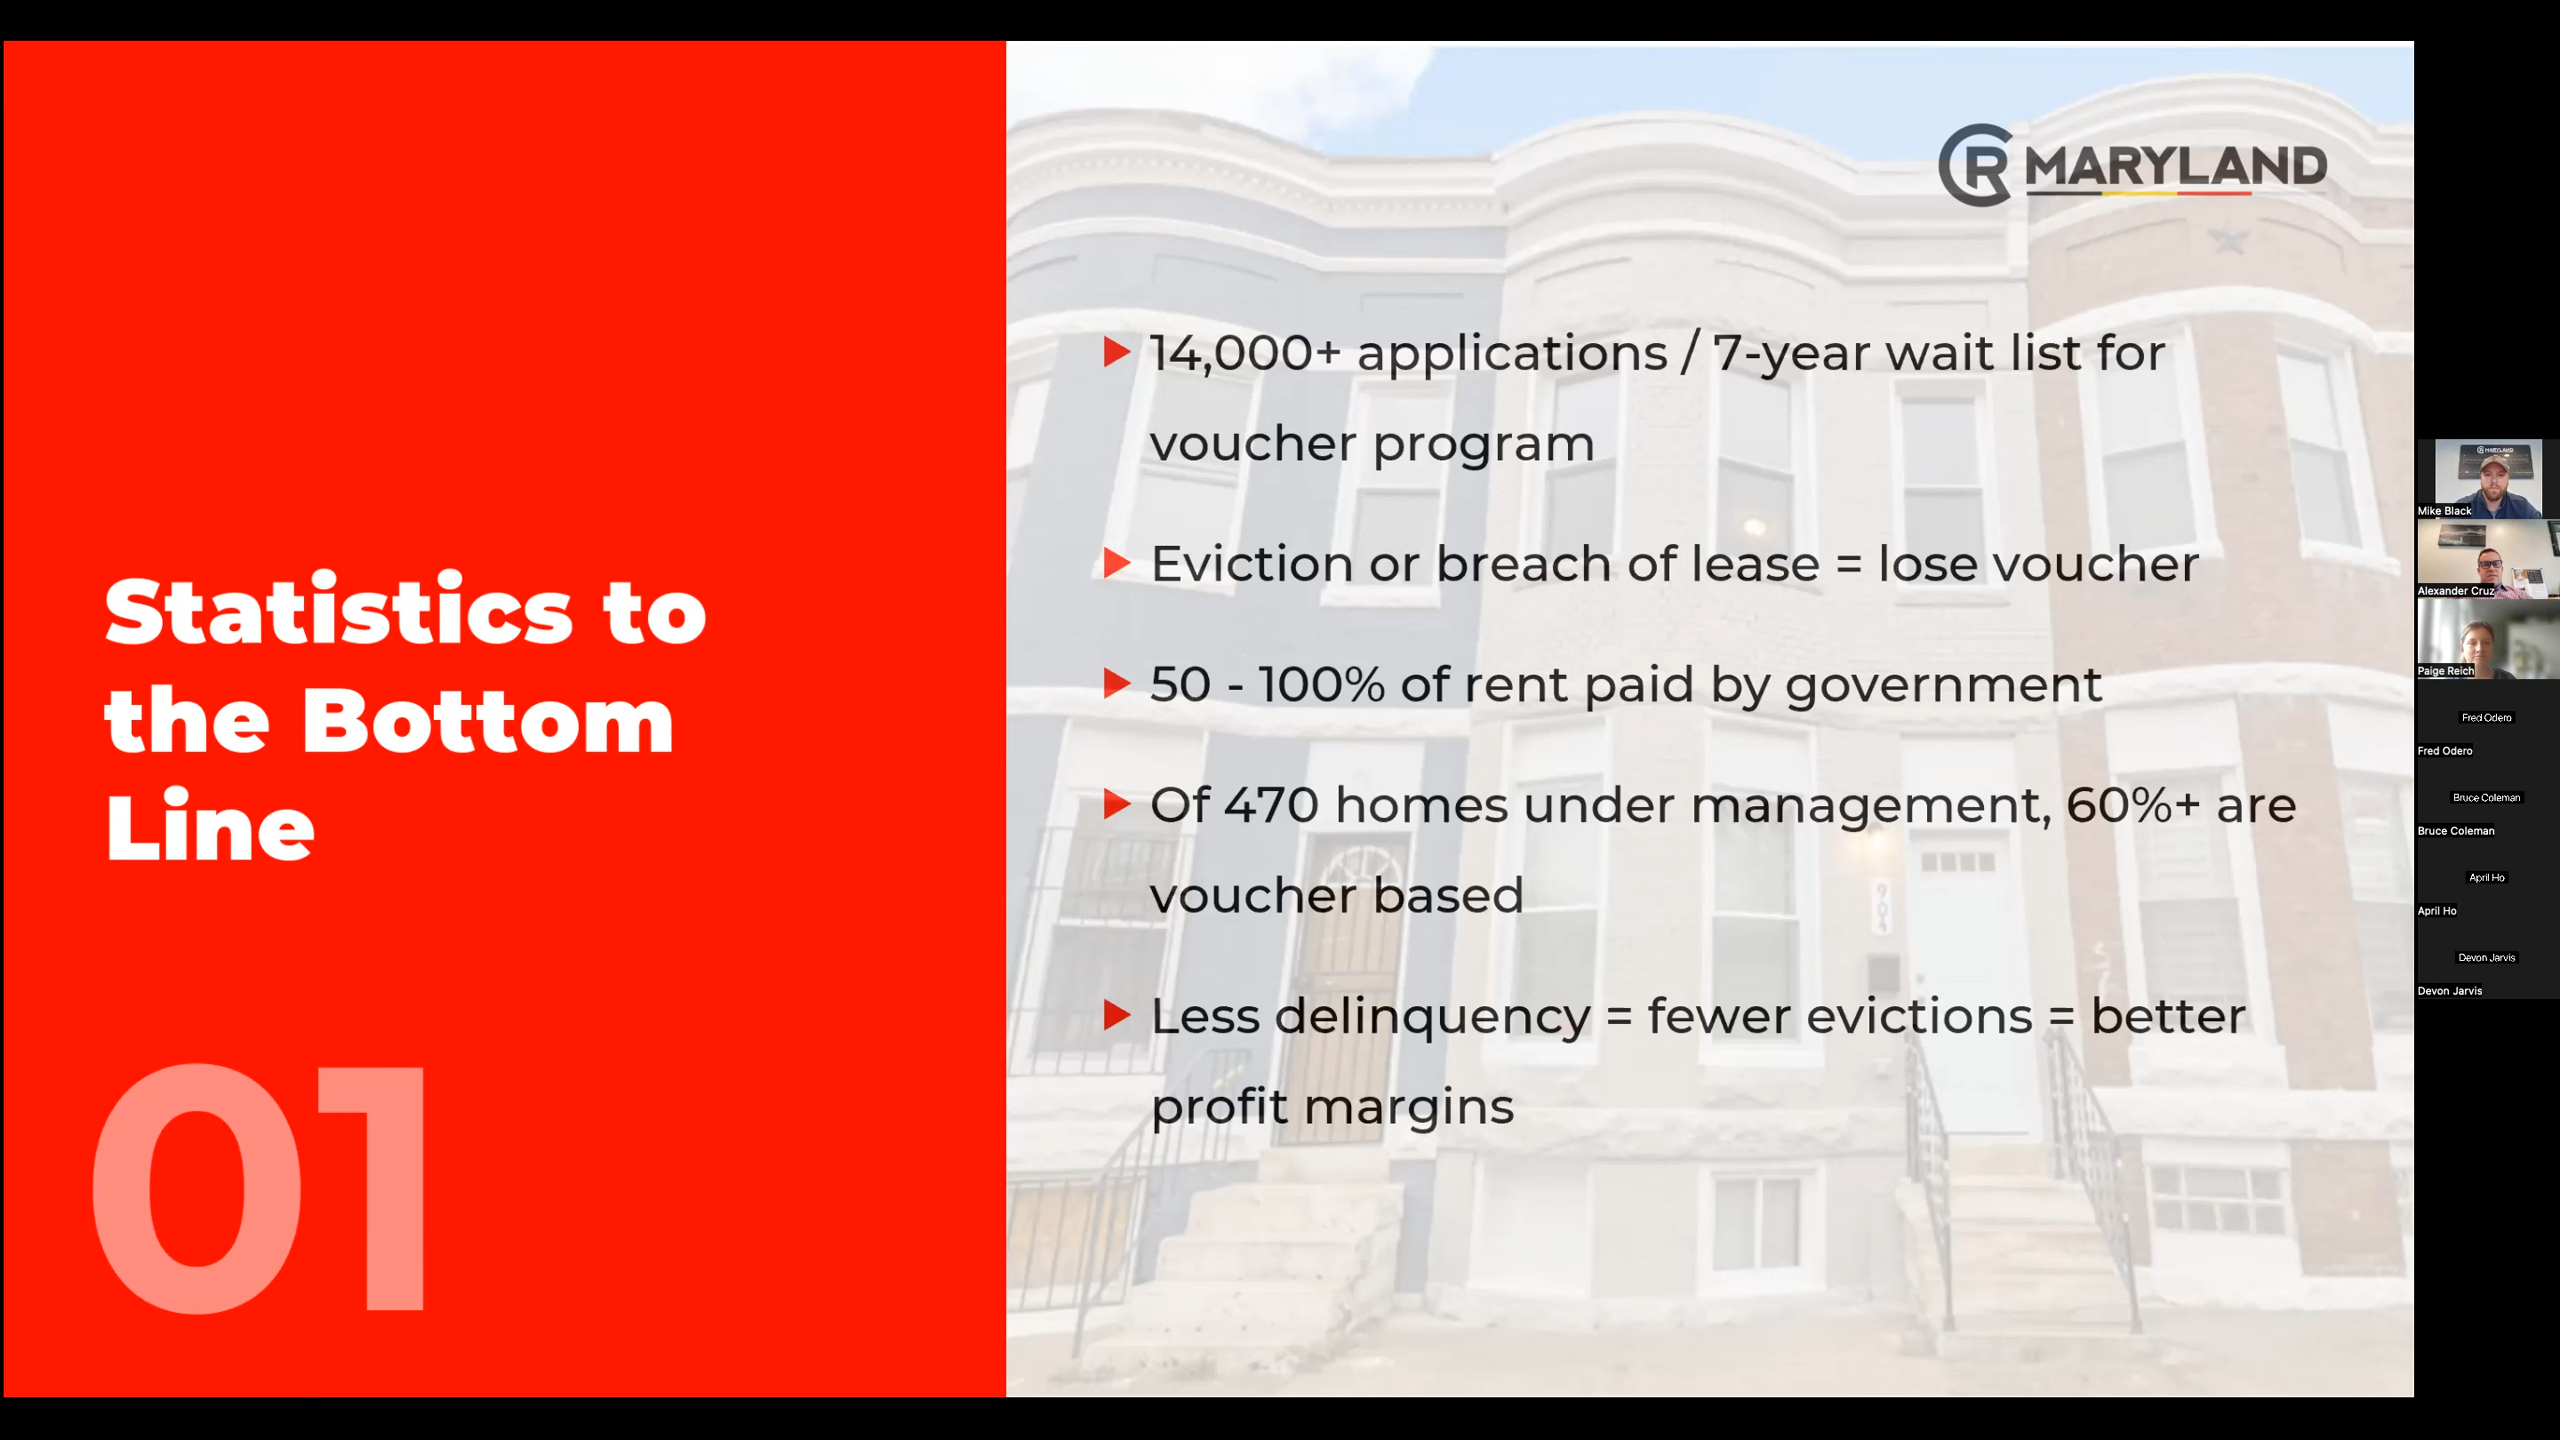 CR MARYLAND
Statistics to
the Bottom
Line
01
14,000+ applications / 7-year wait list for
voucher program
Eviction or breach of lease = lose voucher
50 - 100% of rent paid by government
Of 470 homes under management, 60%+ are
voucher based
Less delinquency = fewer evictions = better
profit margins
904
MARYLAND
Mike Black
Alexander Cruz
Paige Reich
Fred Odero
Fred Odero
Bruce Coleman
Bruce Coleman
April Ho
April Ho
Devon Jarvis
Devon Jarvis